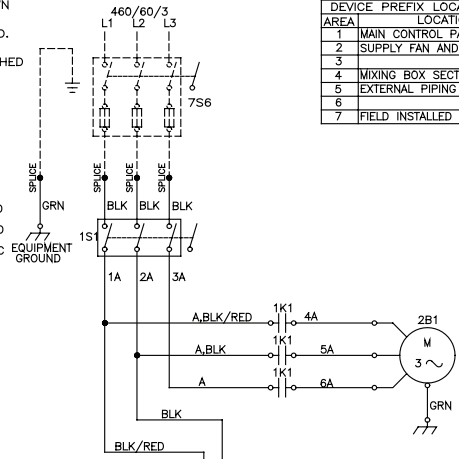 N
D.
HED
D
D
C
DEVICE PREFIX LOCA
AREA LOCATIO
1 MAIN CONTROL PA
2 SUPPLY FAN AND
3
4 MIXING BOX SECT
5 EXTERNAL PIPING
6
7 FIELD INSTALLED
460/60/3
L1 L2 L3
7S6
SPLICE SPLICE SPLICE SPLICE
GRN BLK BLK BLK
1S1
EQUIPMENT
GROUND
1A 2A 3A
A,BLK/RED 1K1 4A
A,BLK 1K1 5A
A 1K1 6A
2B1
M
3
GRN
BLK
BLK/RED